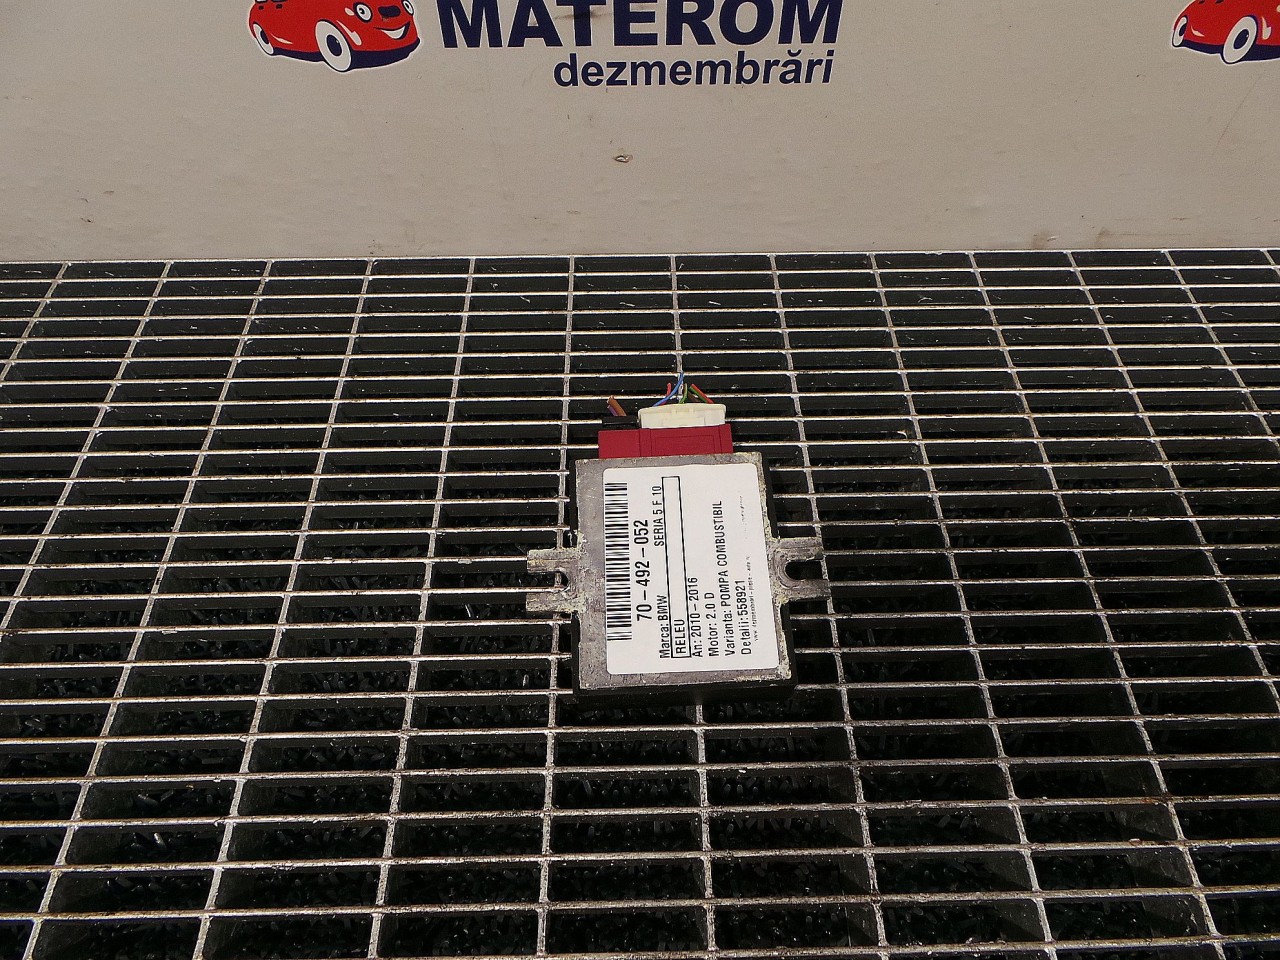 MATEROM
dezmembrări
70-492-052
Marca: BMW SERIA 5 F 10
RELEU
An: 2010-2016
Motor: 2.0 D
Varianta: POMPA COMBUSTIBIL
Detalii: 558921